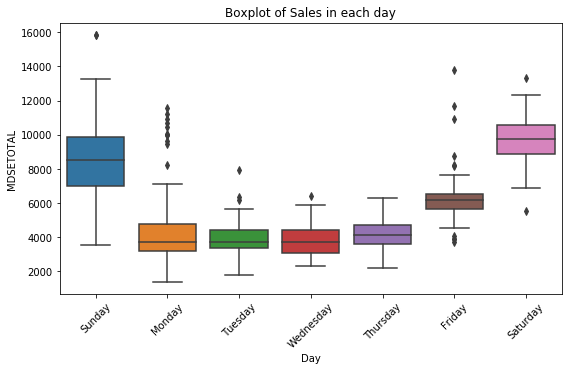 Boxplot of Sales in each day
MDSETOTAL
16000
14000
12000
10000
8000
6000
4000
2000
Sunday
Monday
Tuesday
Wednesday
Thursday
Friday
Saturday
Day